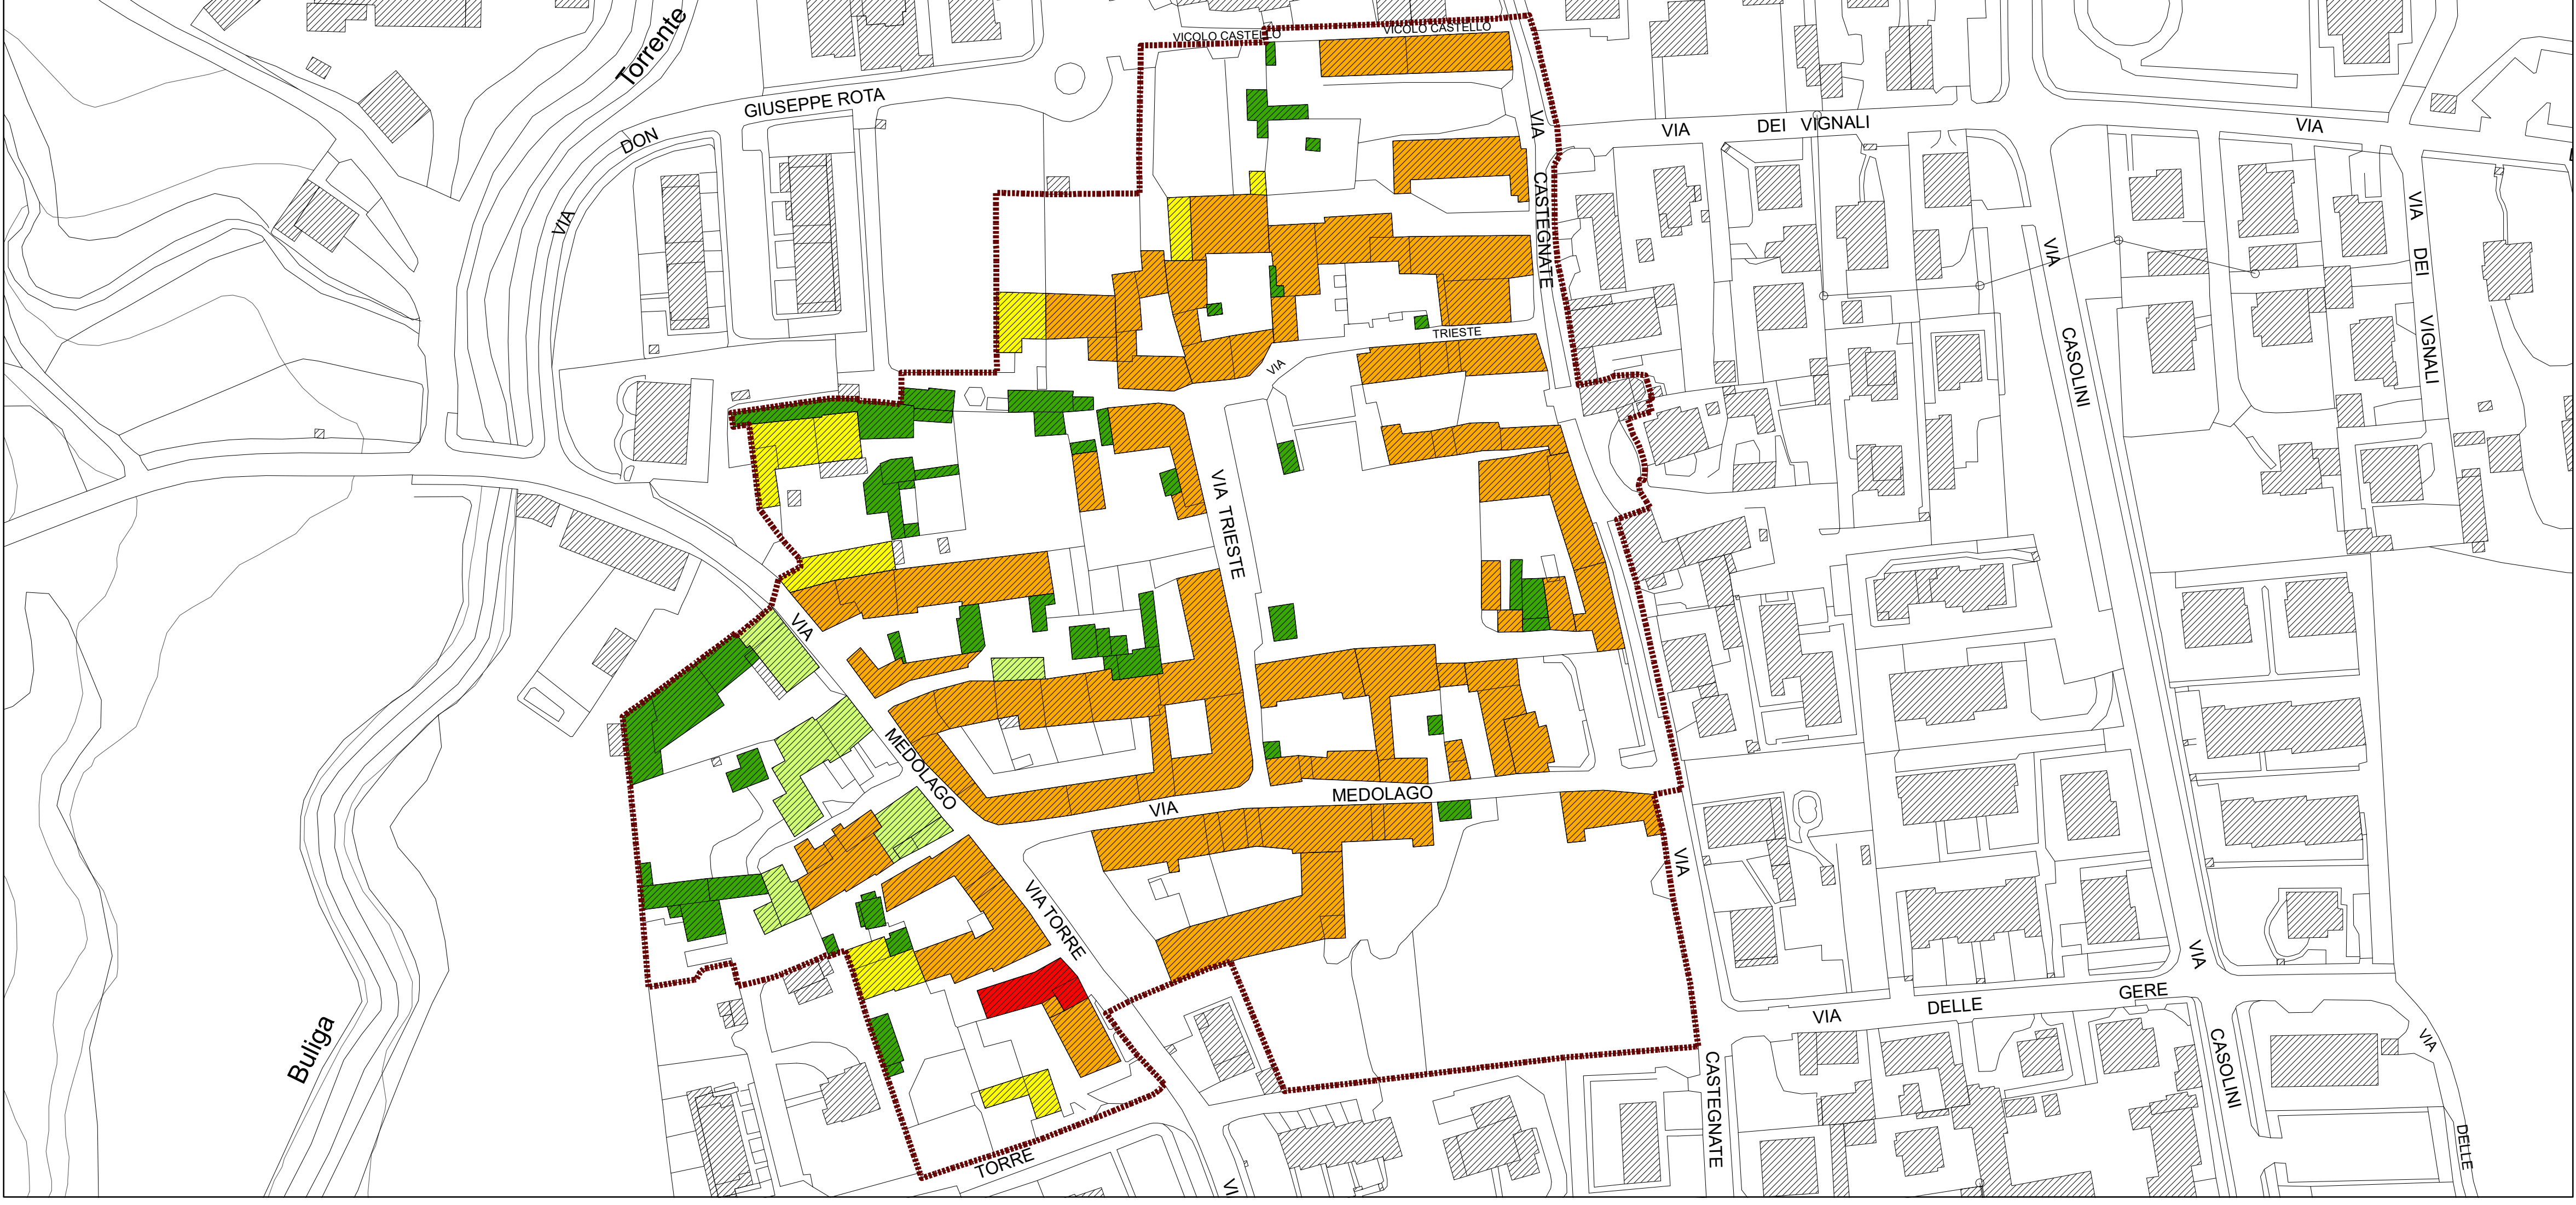 Torrente
VICOLO CASTELLO
VICOLO CASTELLO
GIUSEPPE ROTA
DON
VIA
VIA
CASTEGNATE
VIA
DEI
VIGNALI
VIA
VIA
DEI
VIGNALI
VIA
CASOLINI
TRIESTE
VIA
VIA TRIESTE
VIA
MEDOLAGO
VIA
MEDOLAGO
VIA TORRE
VIA
CASTEGNATE
VIA
DELLE
GERE
VIA
CASOLINI
VIA
DELLE
Buliga
TORRE